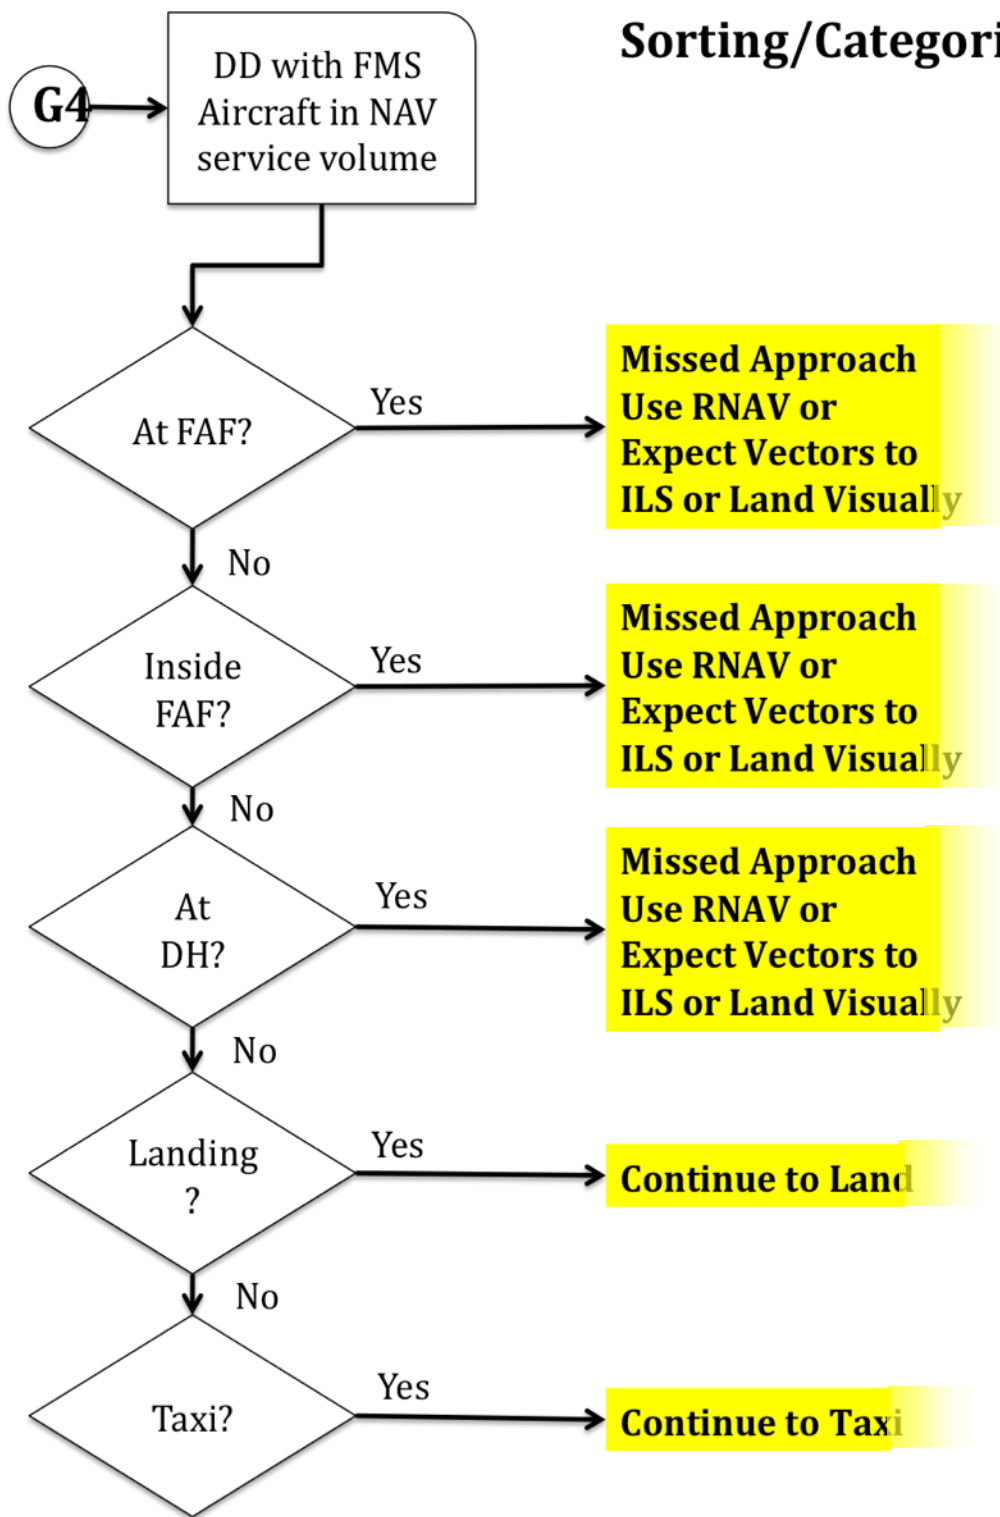 Sorting/Categori
G4
DD with FMS
Aircraft in NAV
service volume
At FAF?
Yes
Missed Approach
Use RNAV or
Expect Vectors to
ILS or Land Visually
No
Inside
FAF?
Yes
Missed Approach
Use RNAV or
Expect Vectors to
ILS or Land Visually
No
At
DH?
Yes
Missed Approach
Use RNAV or
Expect Vectors to
ILS or Land Visually
No
Landing
?
Yes
Continue to Land
No
Taxi?
Yes
Continue to Taxi